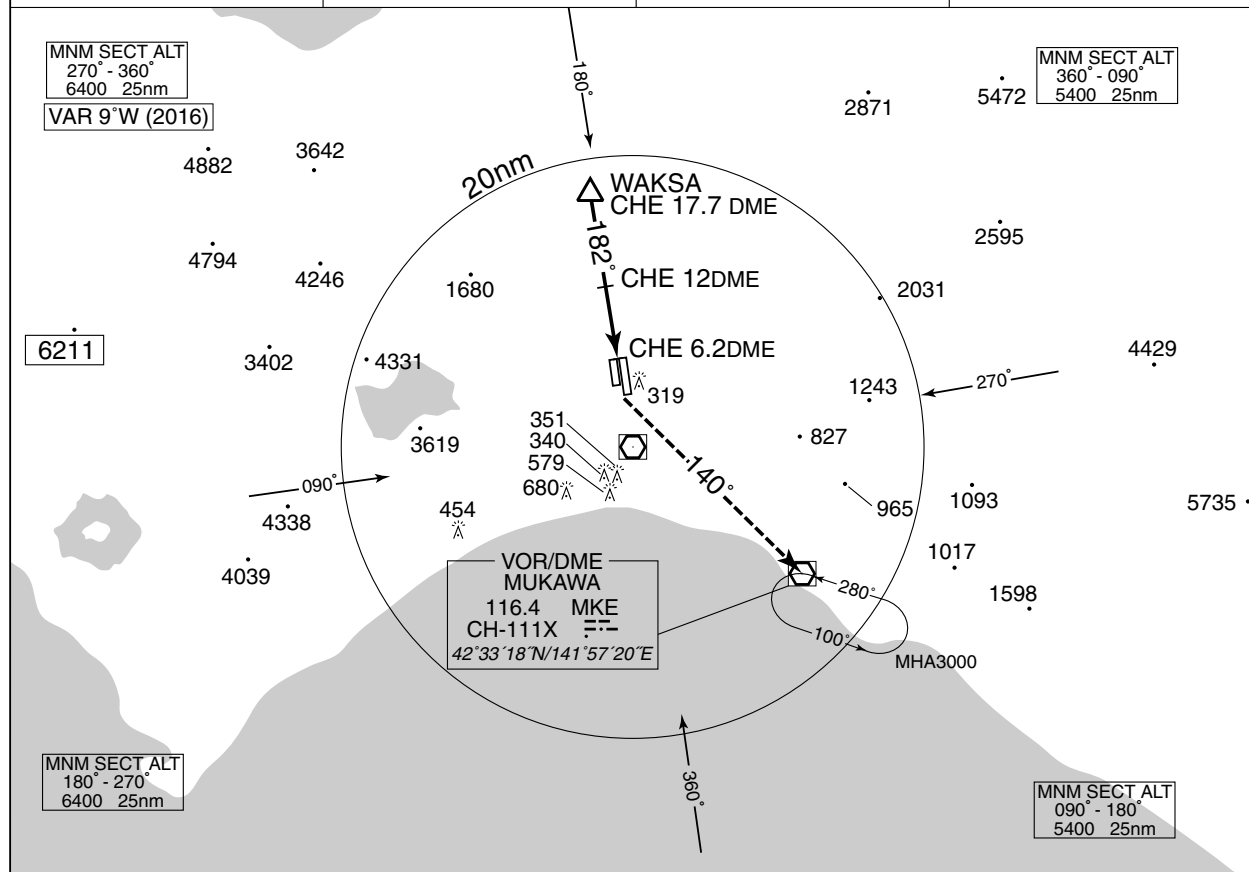 MNM SECT ALT
270° - 360°
6400 25nm
VAR 9°W (2016)
MNM SECT ALT
360° - 090°
5400 25nm
180°
2871
5472
4882
3642
20nm
WAKSA
CHE 17.7 DME
182°
2595
4794
4246
1680
CHE 12DME
2031
6211
3402
4331
CHE 6.2DME
4429
270°
319
1243
351
340
579
680
3619
827
140°
090°
965
1093
5735
4338
454
4039
1017
1598
VOR/DME
MUKAWA
116.4 MKE
CH-111X
42°33′18″N/141°57′20″E
280°
100°
MHA3000
360°
MNM SECT ALT
180° - 270°
6400 25nm
MNM SECT ALT
090° - 180°
5400 25nm